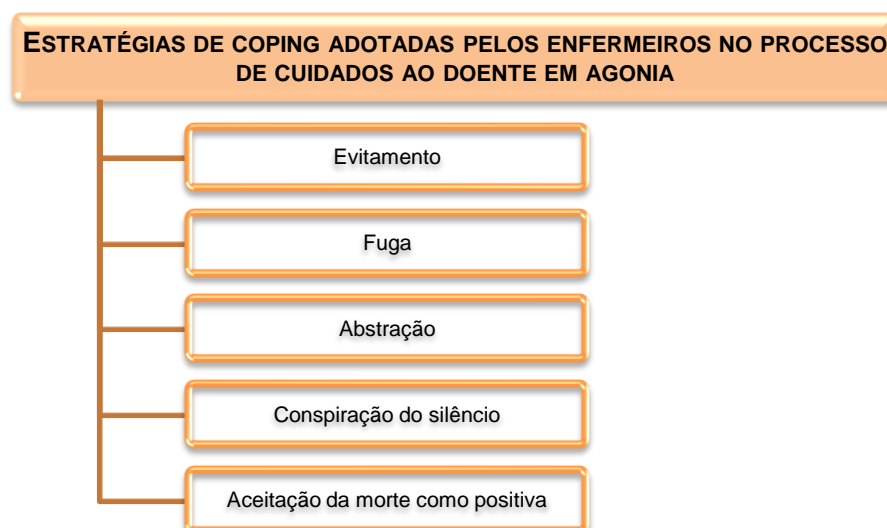 ESTRATÉGIAS DE COPING ADOTADAS PELOS ENFERMEIROS NO PROCESSO
DE CUIDADOS AO DOENTE EM AGONIA
Evitamento
Fuga
Abstração
Conspiração do silêncio
Aceitação da morte como positiva